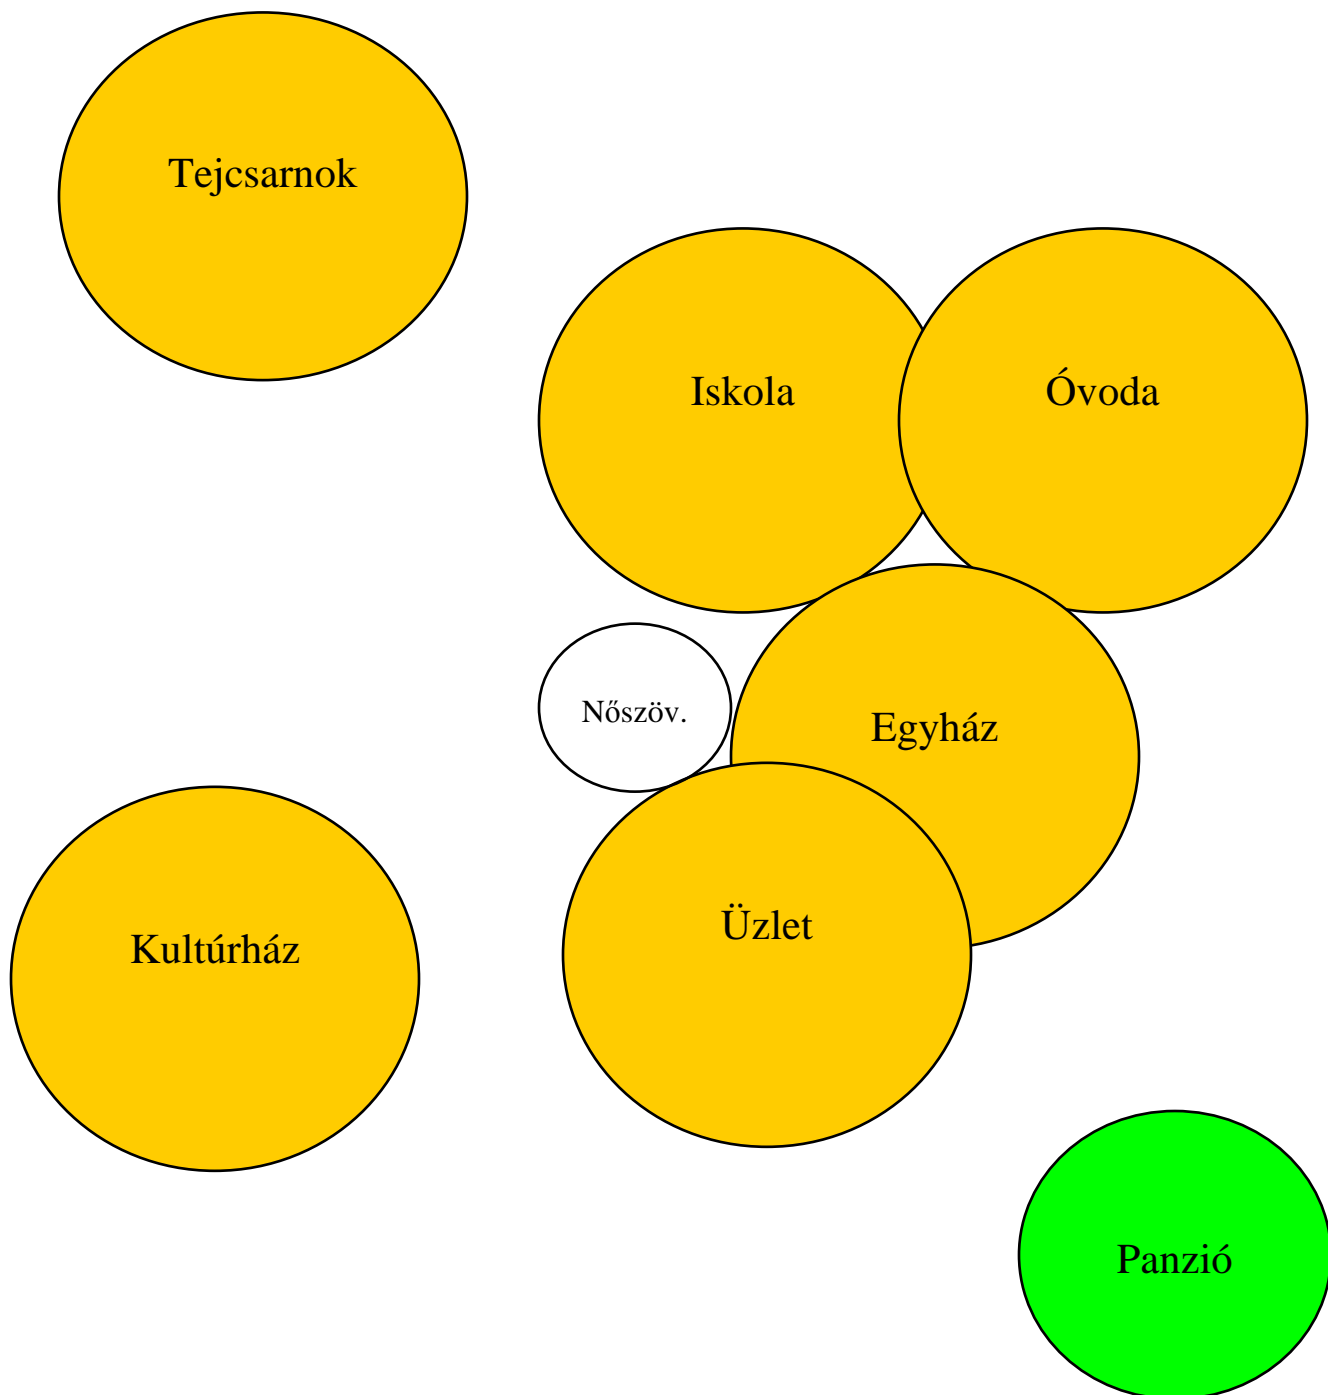 Tejcsarnok
Iskola
Óvoda
Nőszöv.
Egyház
Üzlet
Kultúrház
Panzió